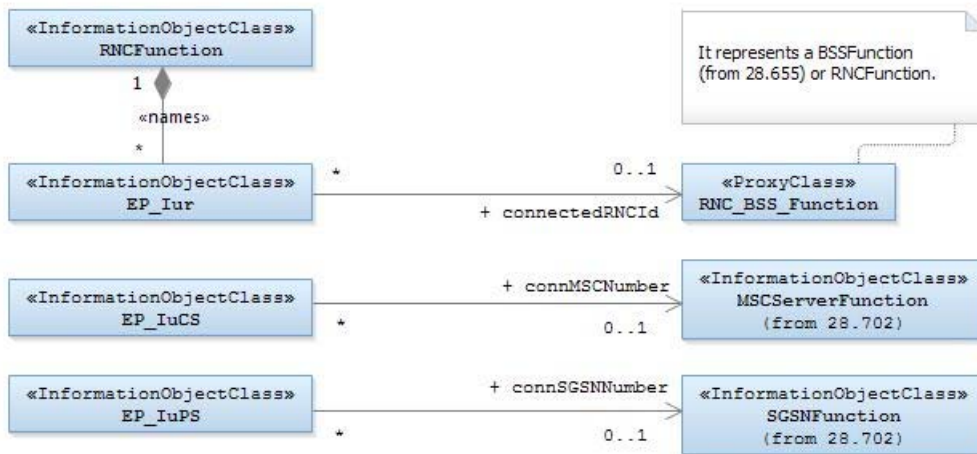 «InformationObjectClass»
RNCFunction
It represents a BSSFunction
(from 28.655) or RNCFunction.
1
«names»
*
«InformationObjectClass»
EP_Iur
*
0..1
+ connectedRNCId
«ProxyClass»
RNC_BSS_Function
«InformationObjectClass»
EP_IuCS
+ connMSCNumber
*
0..1
«InformationObjectClass»
MSCServerFunction
(from 28.702)
«InformationObjectClass»
EP_IuPS
+ connSGSNNumber
*
0..1
«InformationObjectClass»
SGSNFunction
(from 28.702)